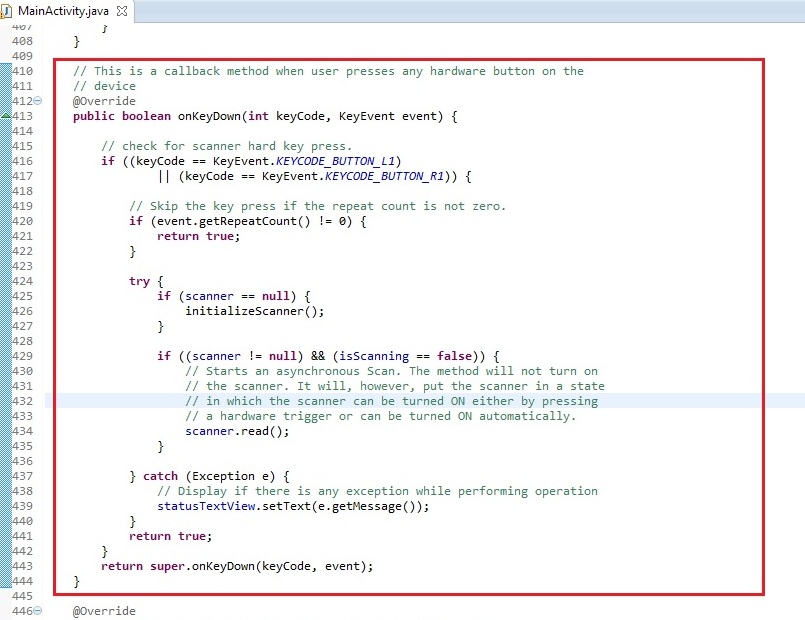 MainActivity.java
407 }
408 }
409
410 // This is a callback method when user presses any hardware button on the
411 // device
412 @Override
413 public boolean onKeyDown(int keyCode, KeyEvent event) {
414
415 // check for scanner hard key press.
416 if ((keyCode == KeyEvent.KEYCODE_BUTTON_L1)
417 || (keyCode == KeyEvent.KEYCODE_BUTTON_R1)) {
418
419 // Skip the key press if the repeat count is not zero.
420 if (event.getRepeatCount() != 0) {
421 return true;
422 }
423
424 try {
425 if (scanner == null) {
426 initializeScanner();
427 }
428
429 if ((scanner != null) && (isScanning == false)) {
430 // Starts an asynchronous Scan. The method will not turn on
431 // the scanner. It will, however, put the scanner in a state
432 // in which the scanner can be turned ON either by pressing
433 // a hardware trigger or can be turned ON automatically.
434 scanner.read();
435 }
436
437 } catch (Exception e) {
438 // Display if there is any exception while performing operation
439 statusTextView.setText(e.getMessage());
440 }
441 return true;
442 }
443 return super.onKeyDown(keyCode, event);
444 }
445
446 @Override